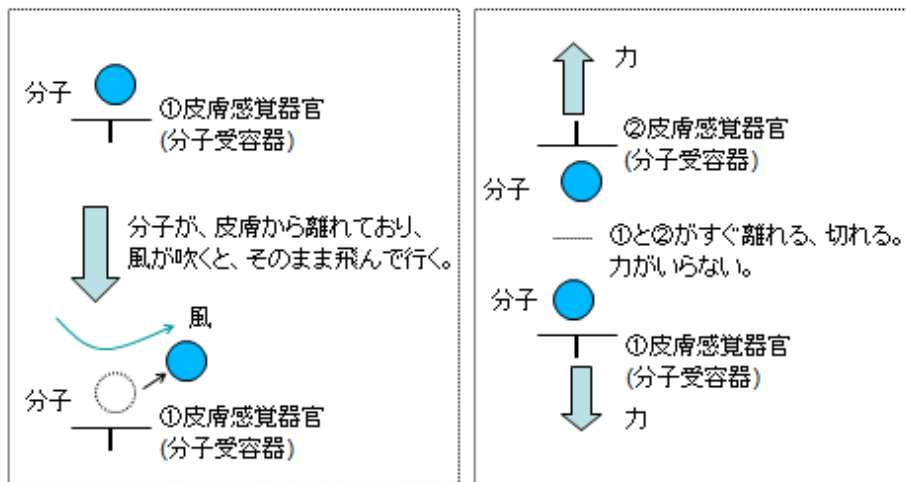 分子
①皮膚感覚器官
(分子受容器)
分子が、皮膚から離れており、
風が吹くと、そのまま飛んで行く。
風
分子
①皮膚感覚器官
(分子受容器)
力
②皮膚感覚器官
(分子受容器)
分子
①と②がすぐ離れる、切れる。
力がいらない。
分子
①皮膚感覚器官
(分子受容器)
力